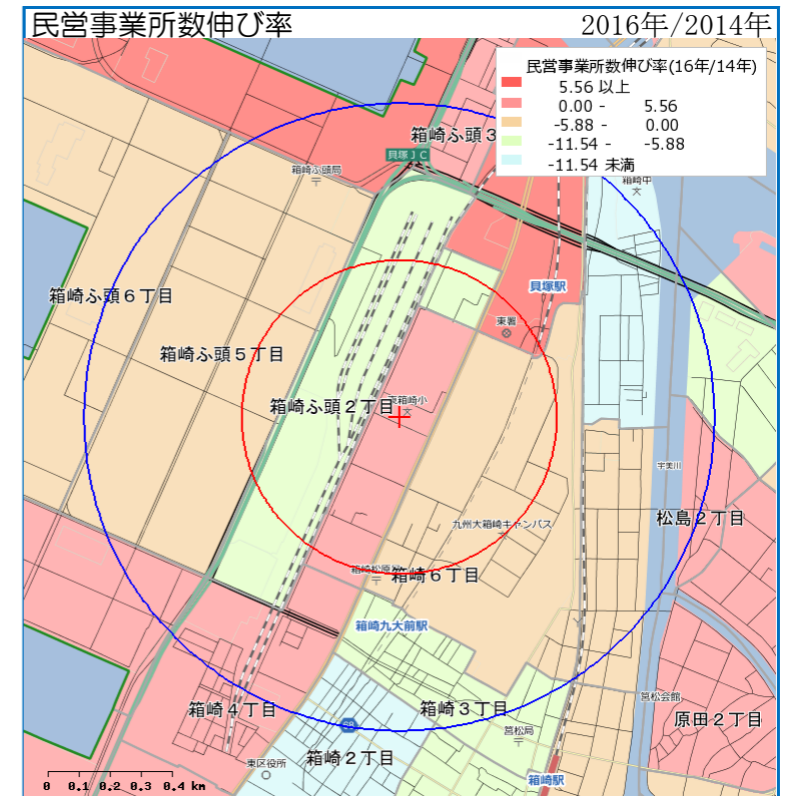 民営事業所数伸び率
2016年/2014年
民営事業所数伸び率(16年/14年)
5.56 以上
0.00 - 5.56
-5.88 - 0.00
-11.54 - -5.88
-11.54 未満
箱崎ふ頭3
貝塚JC
箱崎ふ頭局
箱崎中
貝塚駅
箱崎ふ頭6丁目
東署
箱崎ふ頭5丁目
箱崎ふ頭2丁目
東箱崎小
宇美川
松島2丁目
九州大箱崎キャンパス
箱崎松原
箱崎6丁目
箱崎九大前駅
筥松会館
箱崎4丁目
箱崎3丁目
原田2丁目
筥松局
箱崎2丁目
東区役所
箱崎駅
0 0.1 0.2 0.3 0.4 km